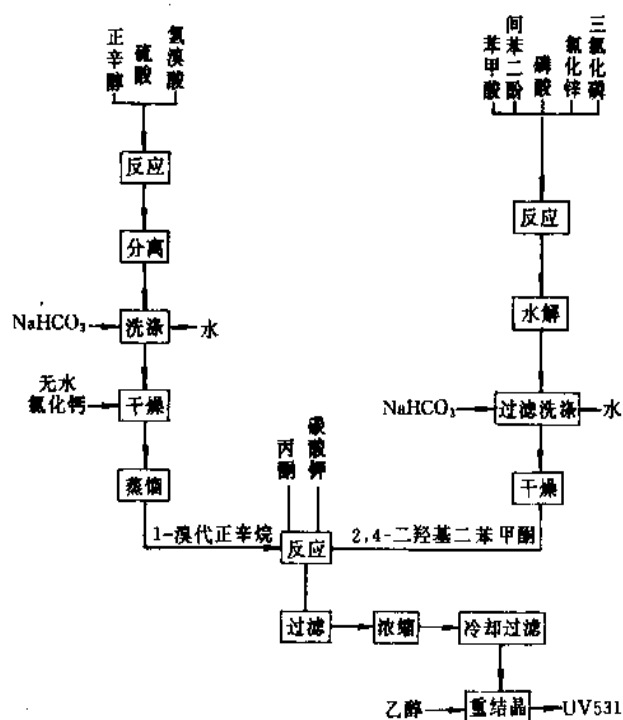 正辛醇
硫酸
氢溴酸
反应
分离
NaHCO₃
洗涤
水
无水
氯化钙
干燥
蒸馏
1-溴代正辛烷
苯甲酸
间苯二酚
磷酸
氯化锌
三氯化磷
反应
水解
NaHCO₃
过滤洗涤
水
干燥
2,4-二羟基二苯甲酮
丙酮
碳酸钾
反应
过滤
浓缩
冷却过滤
乙醇
重结晶
UV531